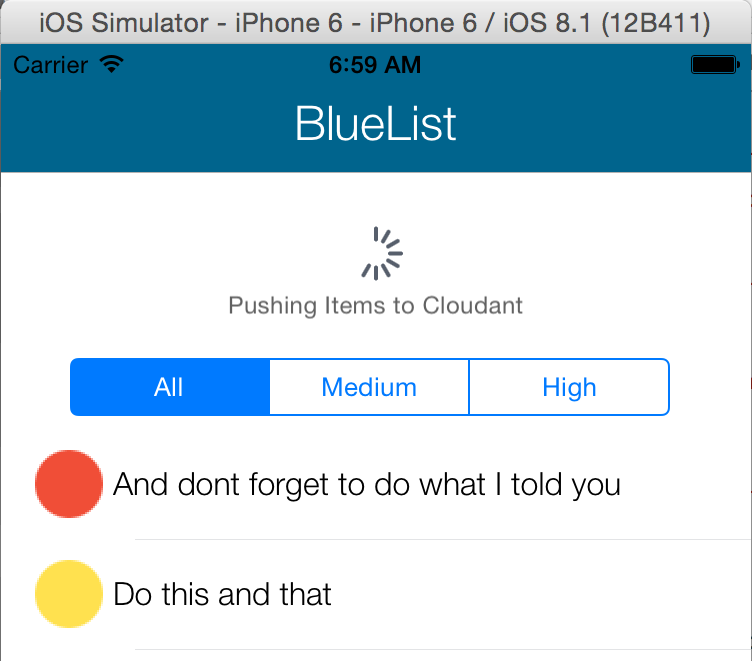 iOS Simulator - iPhone 6 - iPhone 6 / iOS 8.1 (12B411)
Carrier 6:59 AM
BlueList
Pushing Items to Cloudant
All Medium High
And dont forget to do what I told you
Do this and that